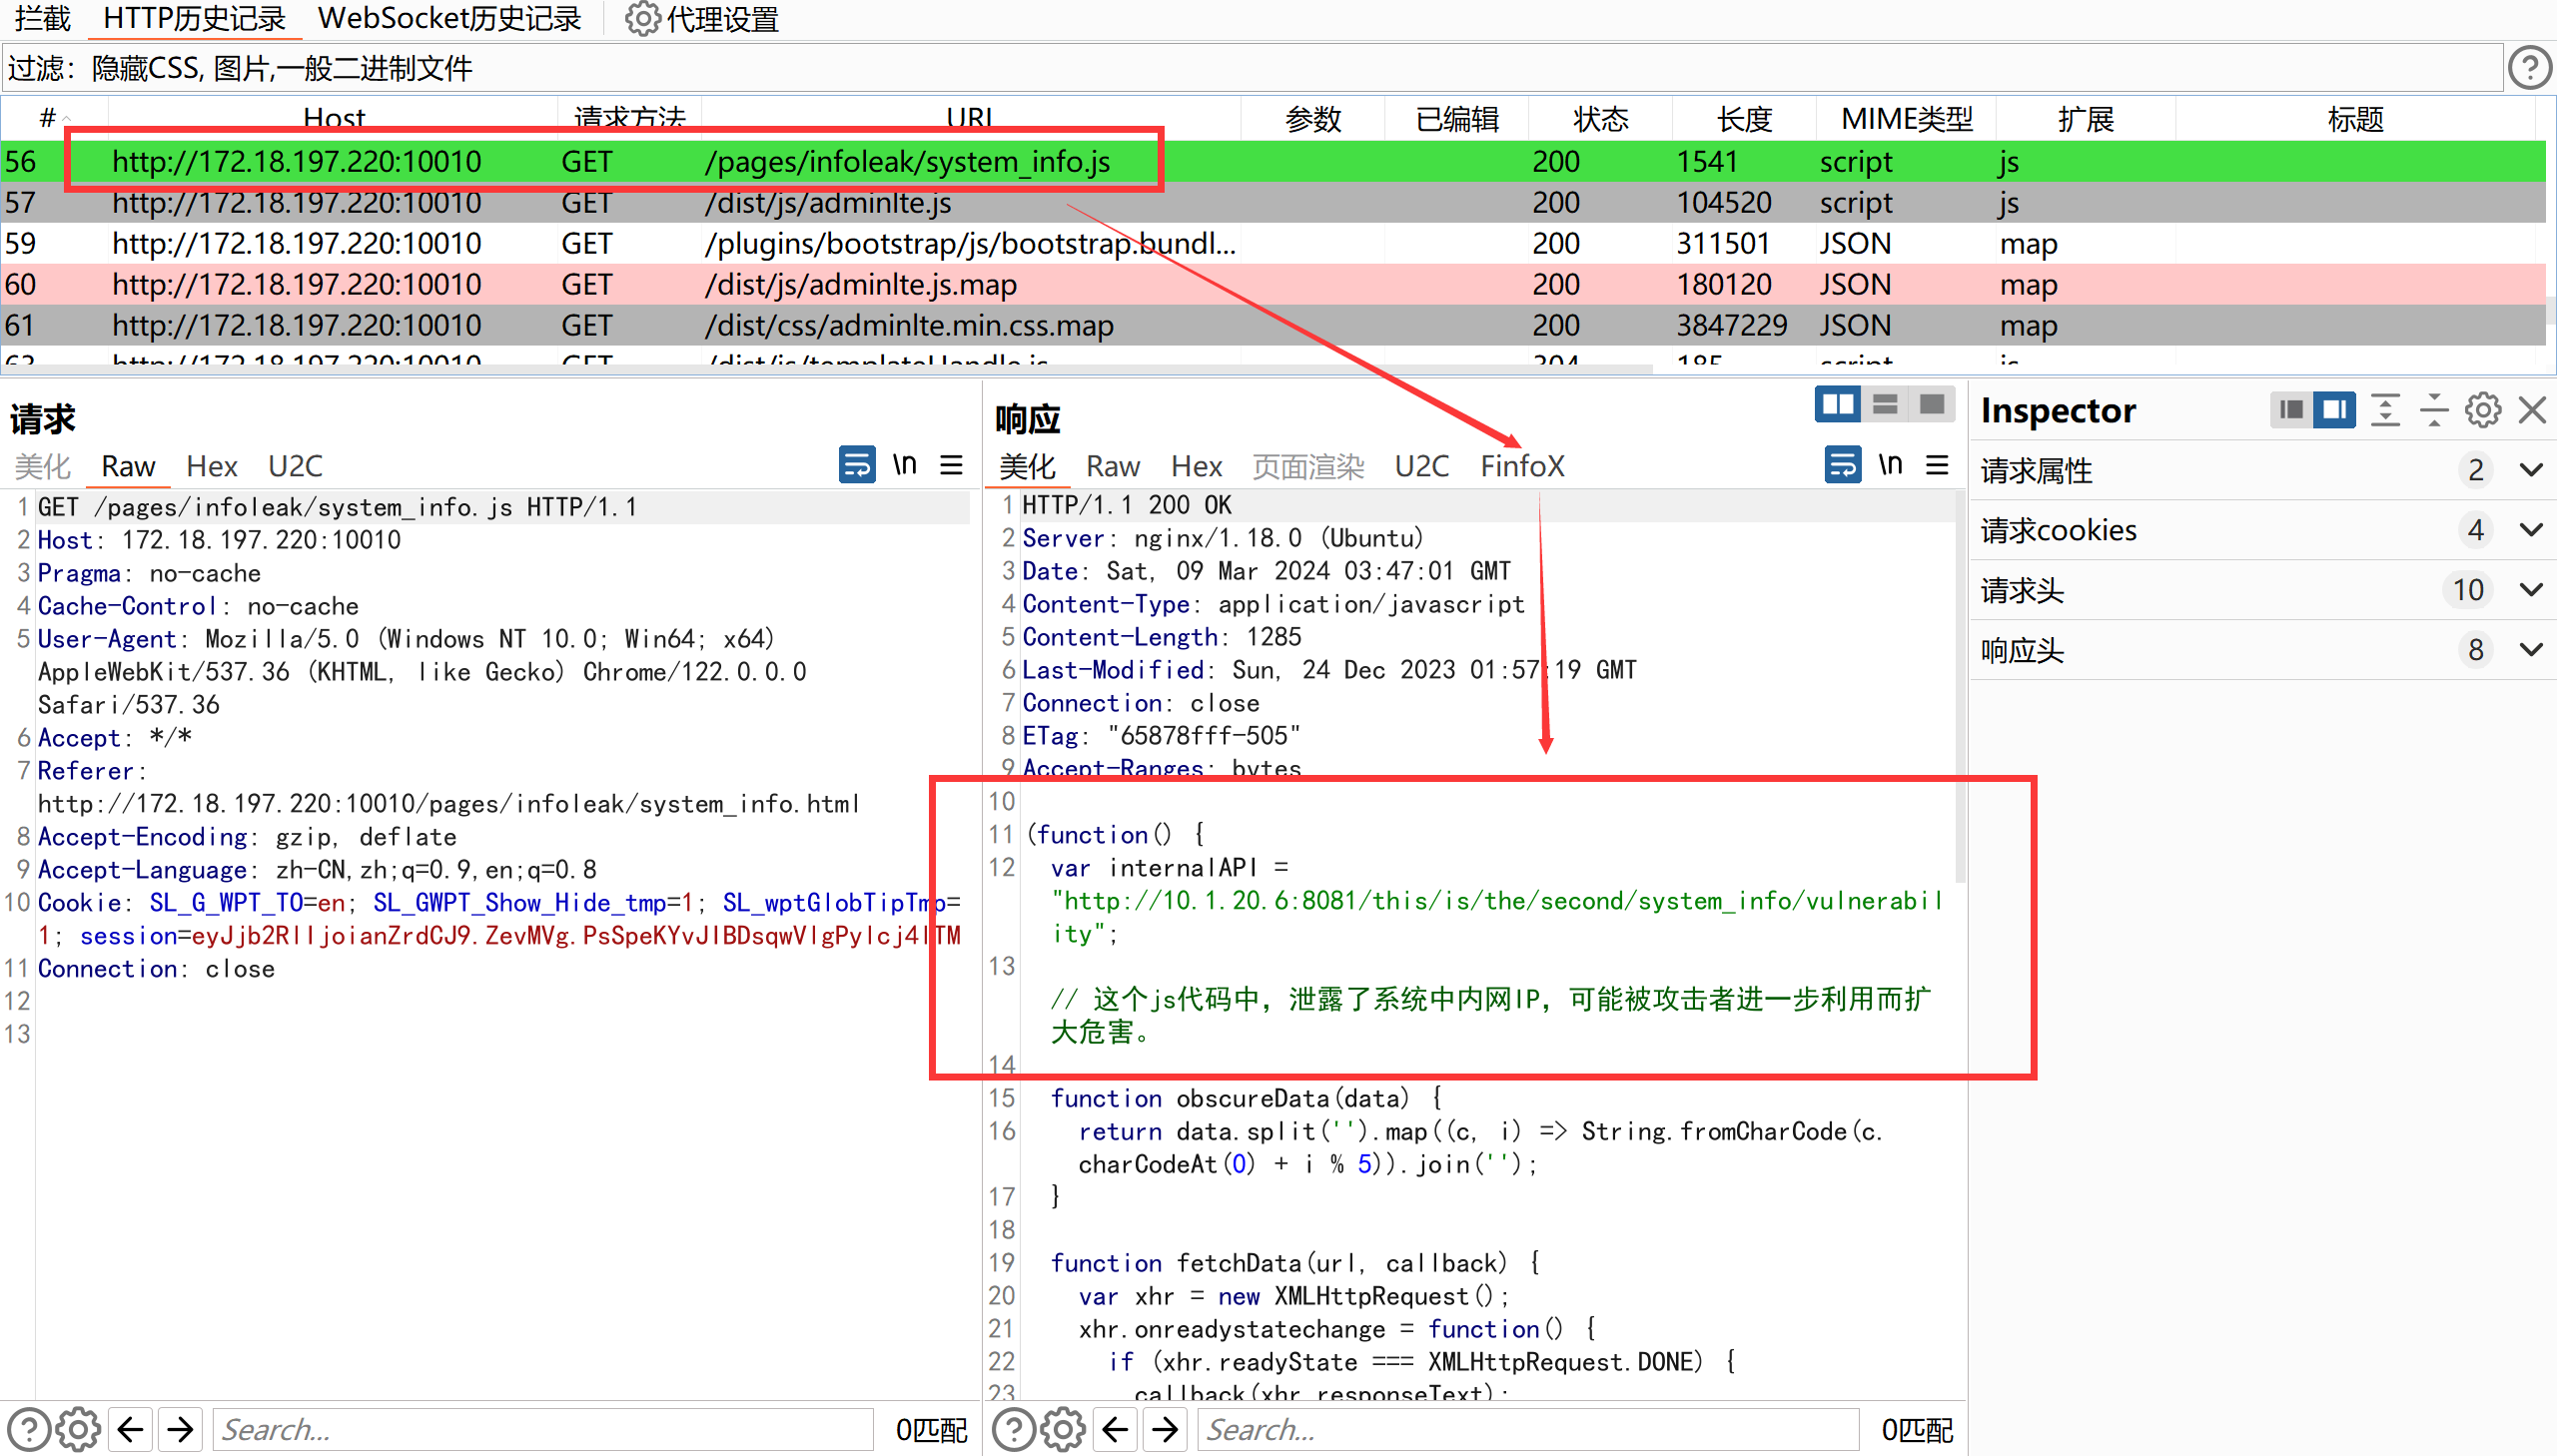 拦截 HTTP历史记录 WebSocket历史记录 代理设置
过滤：隐藏CSS, 图片,一般二进制文件
# Host 请求方法 URL 参数 已编辑 状态 长度 MIME类型 扩展 标题
56 http://172.18.197.220:10010 GET /pages/infoleak/system_info.js 200 1541 script js
57 http://172.18.197.220:10010 GET /dist/js/adminlte.js 200 104520 script js
59 http://172.18.197.220:10010 GET /plugins/bootstrap/js/bootstrap.bundl... 200 311501 JSON map
60 http://172.18.197.220:10010 GET /dist/js/adminlte.js.map 200 180120 JSON map
61 http://172.18.197.220:10010 GET /dist/css/adminlte.min.css.map 200 3847229 JSON map
63 http://172.18.197.220:10010 GET /dist/js/templateHandle.js 304 185 script js
请求
美化 Raw Hex U2C \n
1 GET /pages/infoleak/system_info.js HTTP/1.1
2 Host: 172.18.197.220:10010
3 Pragma: no-cache
4 Cache-Control: no-cache
5 User-Agent: Mozilla/5.0 (Windows NT 10.0; Win64; x64)
AppleWebKit/537.36 (KHTML, like Gecko) Chrome/122.0.0.0
Safari/537.36
6 Accept: */*
7 Referer:
http://172.18.197.220:10010/pages/infoleak/system_info.html
8 Accept-Encoding: gzip, deflate
9 Accept-Language: zh-CN,zh;q=0.9,en;q=0.8
10 Cookie: SL_G_WPT_TO=en; SL_GWPT_Show_Hide_tmp=1; SL_wptGlobTipTmp=
1; session=
11 Connection: close
12
13
Search... 0匹配
响应
美化 Raw Hex 页面渲染 U2C FinfoX \n
1 HTTP/1.1 200 OK
2 Server: nginx/1.18.0 (Ubuntu)
3 Date: Sat, 09 Mar 2024 03:47:01 GMT
4 Content-Type: application/javascript
5 Content-Length: 1285
6 Last-Modified: Sun, 24 Dec 2023 01:57:19 GMT
7 Connection: close
8 ETag: "65878fff-505"
9 Accept-Ranges: bytes
10
11 (function() {
12 var internalAPI =
"http://10.1.20.6:8081/this/is/the/second/system_info/vulnerabil
ity";
13
// 这个js代码中，泄露了系统中内网IP，可能被攻击者进一步利用而扩
大危害。
14
15 function obscureData(data) {
16 return data.split('').map((c, i) => String.fromCharCode(c.
charCodeAt(0) + i % 5)).join('');
17 }
18
19 function fetchData(url, callback) {
20 var xhr = new XMLHttpRequest();
21 xhr.onreadystatechange = function() {
22 if (xhr.readyState === XMLHttpRequest.DONE) {
23 callback(xhr.responseText);
Search... 0匹配
Inspector
请求属性 2
请求cookies 4
请求头 10
响应头 8